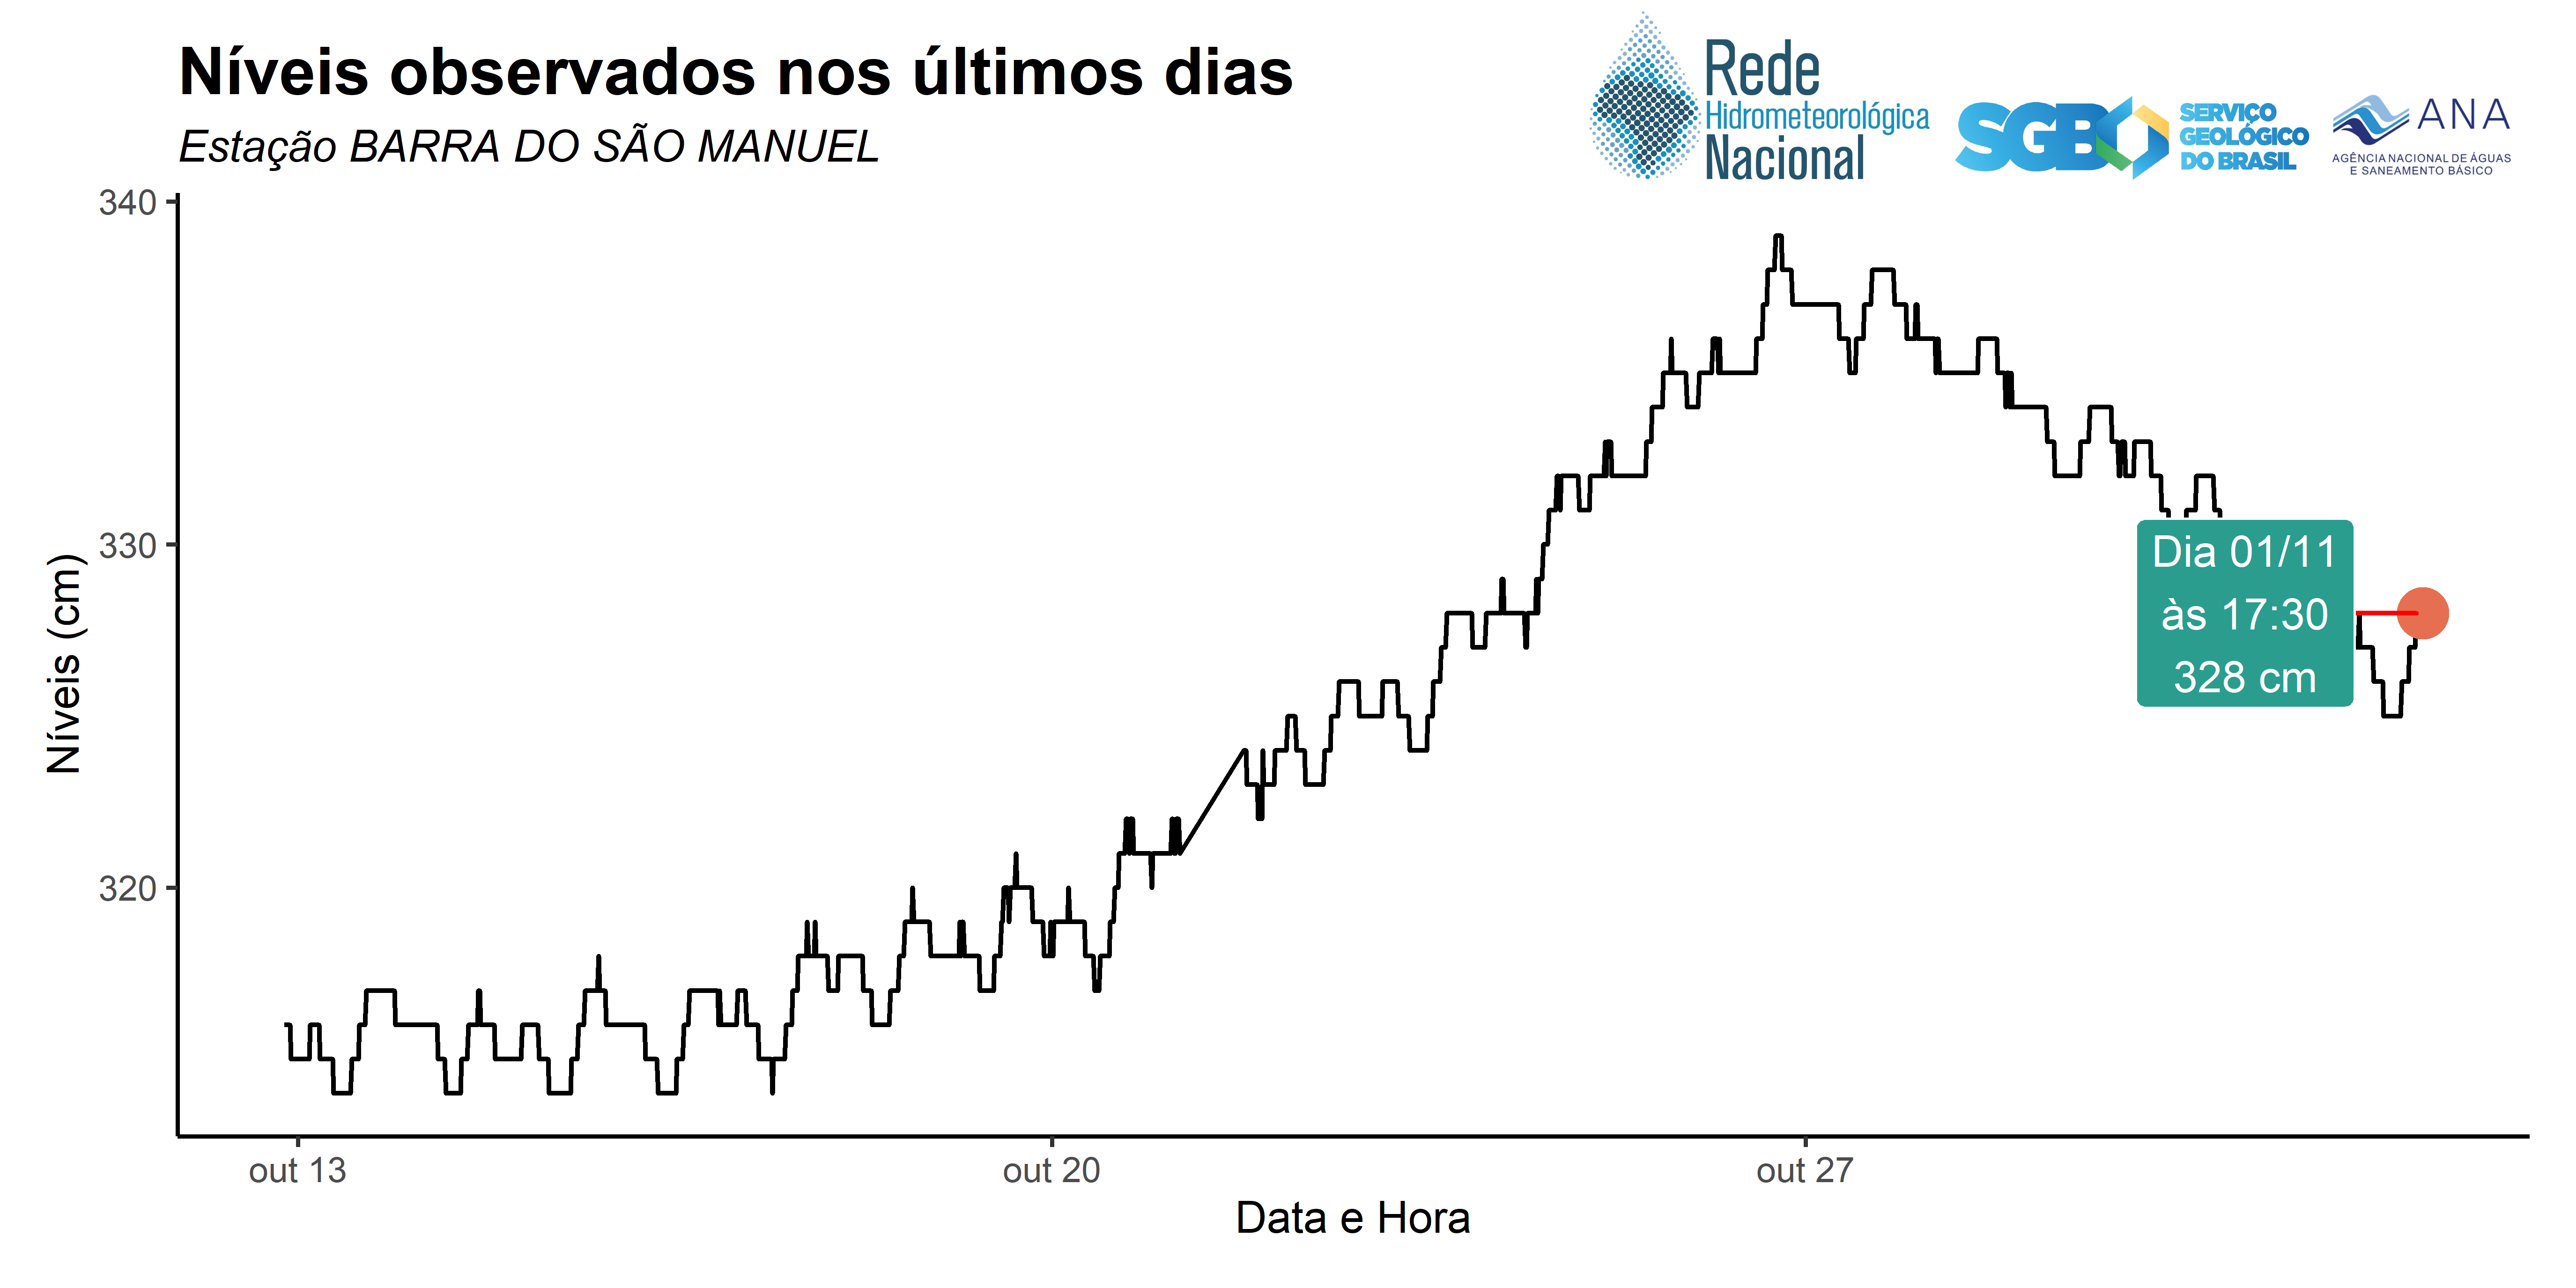 Níveis observados nos últimos dias
Estação BARRA DO SÃO MANUEL
Rede
Hidrometeorológica
Nacional
SGB
SERVIÇO
GEOLÓGICO
DO BRASIL
ANA
AGÊNCIA NACIONAL DE ÁGUAS
E SANEAMENTO BÁSICO
Níveis (cm)
340
330
320
Dia 01/11
às 17:30
328 cm
out 13
out 20
out 27
Data e Hora